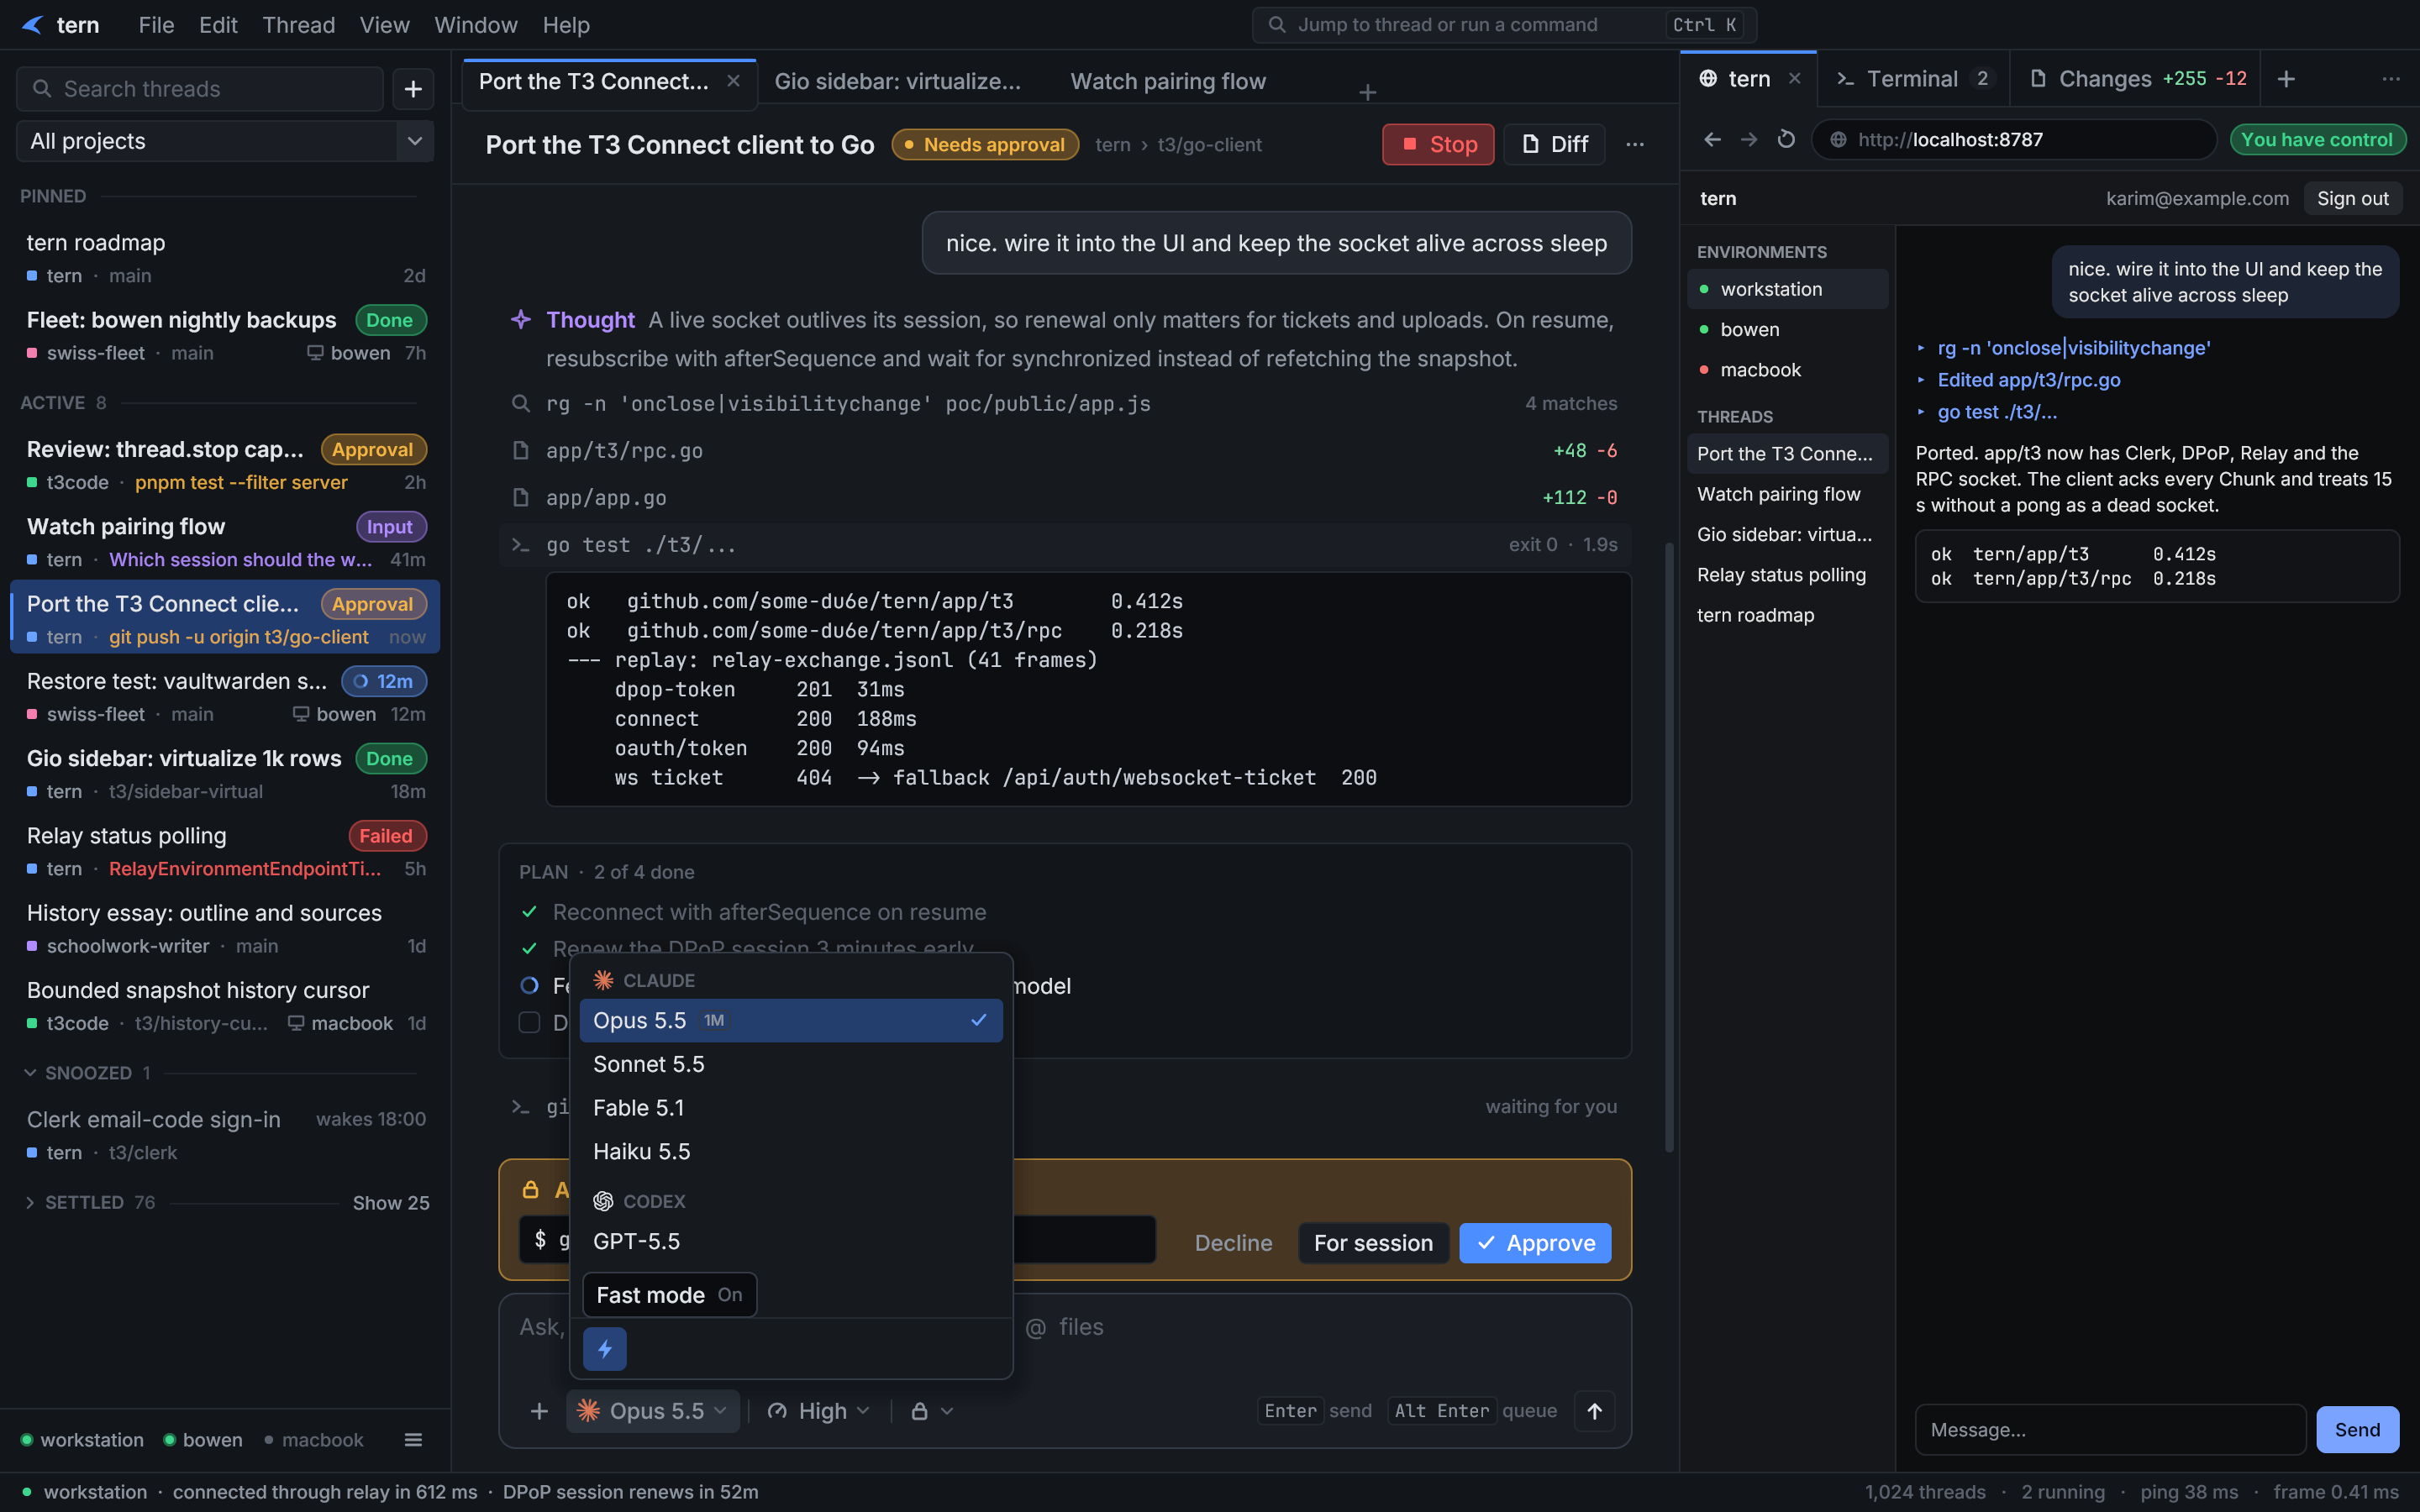 tern File Edit Thread View Window Help
Jump to thread or run a command Ctrl K
Search threads
All projects
PINNED
tern roadmap
tern · main 2d
Fleet: bowen nightly backups Done
swiss-fleet · main bowen 7h
ACTIVE 8
Review: thread.stop cap... Approval
t3code · pnpm test --filter server 2h
Watch pairing flow Input
tern · Which session should the w... 41m
Port the T3 Connect clie... Approval
tern · git push -u origin t3/go-client now
Restore test: vaultwarden s... 12m
swiss-fleet · main bowen 12m
Gio sidebar: virtualize 1k rows Done
tern · t3/sidebar-virtual 18m
Relay status polling Failed
tern · RelayEnvironmentEndpointTi... 5h
History essay: outline and sources
schoolwork-writer · main 1d
Bounded snapshot history cursor
t3code · t3/history-cu... macbook 1d
SNOOZED 1
Clerk email-code sign-in wakes 18:00
tern · t3/clerk
SETTLED 76 Show 25
workstation bowen macbook
Port the T3 Connect... Gio sidebar: virtualize... Watch pairing flow
Port the T3 Connect client to Go Needs approval tern › t3/go-client Stop Diff
nice. wire it into the UI and keep the socket alive across sleep
Thought A live socket outlives its session, so renewal only matters for tickets and uploads. On resume,
resubscribe with afterSequence and wait for synchronized instead of refetching the snapshot.
rg -n 'onclose|visibilitychange' poc/public/app.js 4 matches
app/t3/rpc.go +48 -6
app/app.go +112 -0
go test ./t3/... exit 0 · 1.9s
ok github.com/some-du6e/tern/app/t3 0.412s
ok github.com/some-du6e/tern/app/t3/rpc 0.218s
--- replay: relay-exchange.jsonl (41 frames)
dpop-token 201 31ms
connect 200 188ms
oauth/token 200 94ms
ws ticket 404 -> fallback /api/auth/websocket-ticket 200
PLAN · 2 of 4 done
Reconnect with afterSequence on resume
Renew the DPoP session 3 minutes early
model
waiting for you
CLAUDE
Opus 5.5 1M
Sonnet 5.5
Fable 5.1
Haiku 5.5
CODEX
GPT-5.5
Fast mode On
$ g Decline For session Approve
Ask, @ files
Opus 5.5 High Enter send Alt Enter queue
tern Terminal 2 Changes +255 -12
http://localhost:8787 You have control
tern karim@example.com Sign out
ENVIRONMENTS
workstation
bowen
macbook
THREADS
Port the T3 Conne...
Watch pairing flow
Gio sidebar: virtua...
Relay status polling
tern roadmap
nice. wire it into the UI and keep the
socket alive across sleep
rg -n 'onclose|visibilitychange'
Edited app/t3/rpc.go
go test ./t3/...
Ported. app/t3 now has Clerk, DPoP, Relay and the
RPC socket. The client acks every Chunk and treats 15
s without a pong as a dead socket.
ok tern/app/t3 0.412s
ok tern/app/t3/rpc 0.218s
Message... Send
workstation · connected through relay in 612 ms · DPoP session renews in 52m
1,024 threads · 2 running · ping 38 ms · frame 0.41 ms